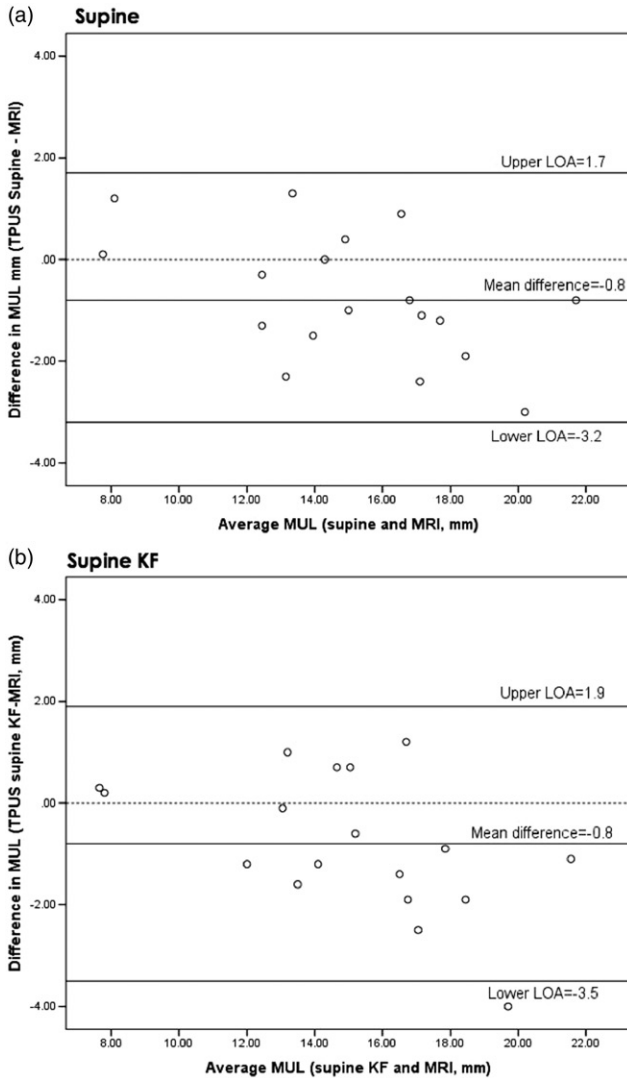 (a)
Supine
Difference in MUL mm (TPUS Supine - MRI)
4.00
2.00
.00
-2.00
-4.00
Upper LOA=1.7
Mean difference=-0.8
Lower LOA=-3.2
8.00 10.00 12.00 14.00 16.00 18.00 20.00 22.00
Average MUL (supine and MRI, mm)
(b)
Supine KF
Difference in MUL (TPUS supine KF-MRI, mm)
4.00
2.00
.00
-2.00
-4.00
Upper LOA=1.9
Mean difference=-0.8
Lower LOA=-3.5
8.00 10.00 12.00 14.00 16.00 18.00 20.00 22.00
Average MUL (supine KF and MRI, mm)